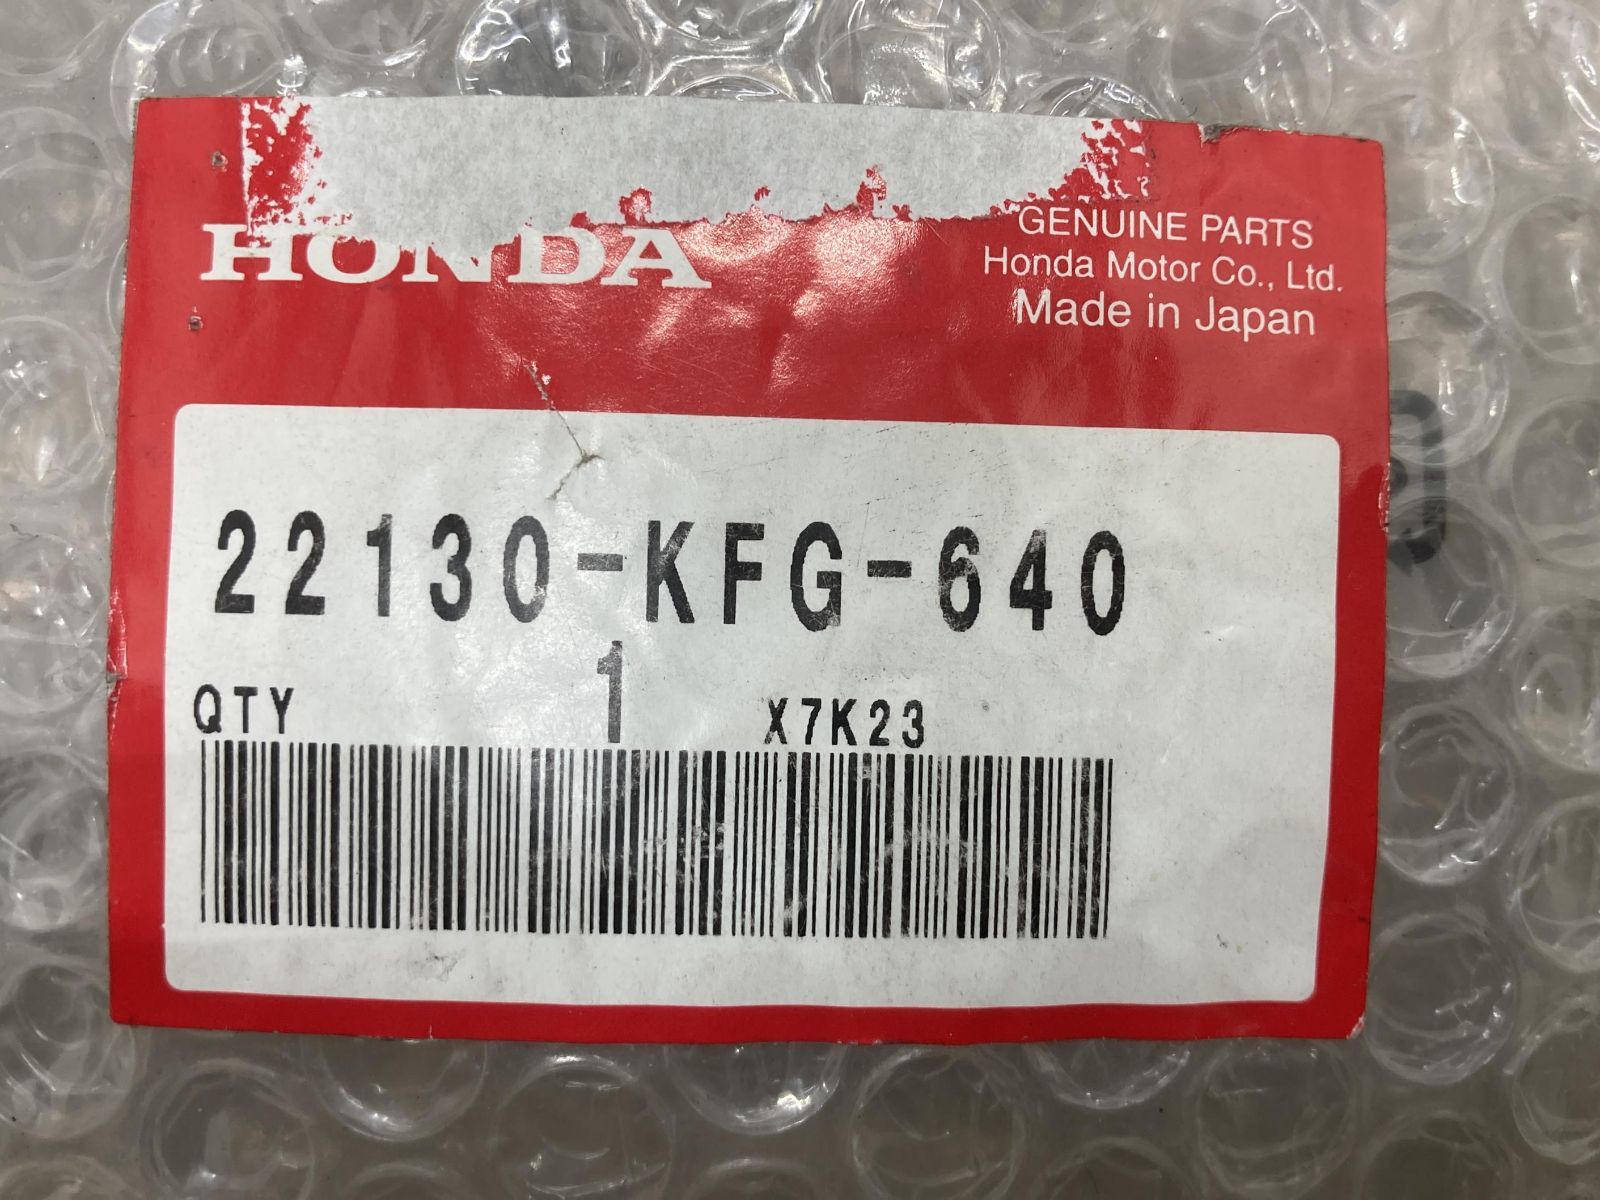 HONDA
GENUINE PARTS
Honda Motor Co., Ltd.
Made in Japan
22130-KFG-640
QTY 1 X7K23